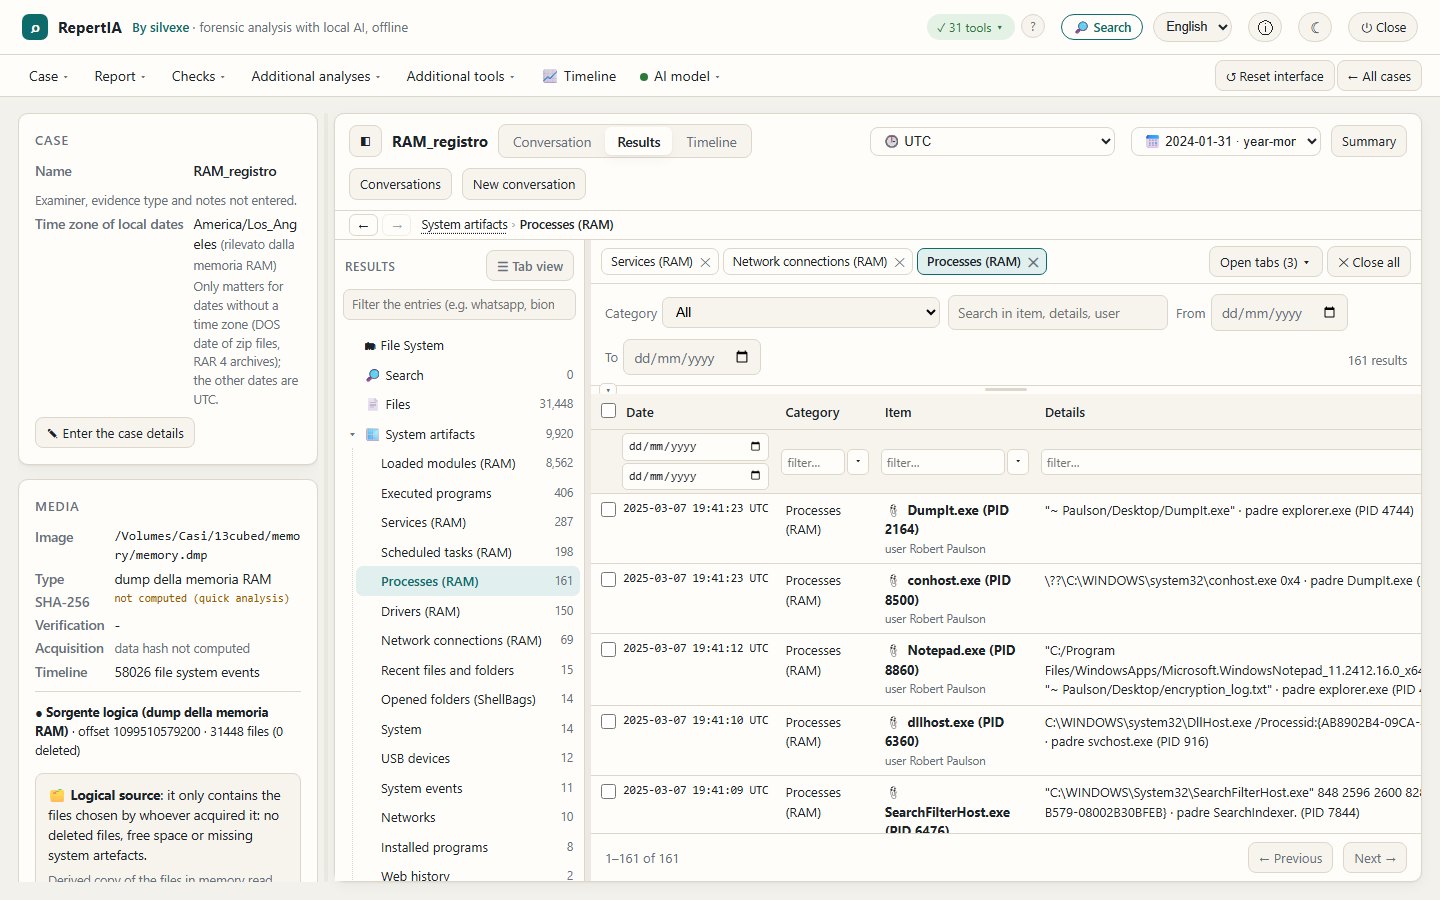 RepertIA By silvexe · forensic analysis with local AI, offline
✓ 31 tools ▾ ? 🔎 Search English ⓘ ☾ ⏻ Close
Case ▾ Report ▾ Checks ▾ Additional analyses ▾ Additional tools ▾ 📈 Timeline ● AI model ▾ ↺ Reset interface ← All cases
CASE
Name RAM_registro
Examiner, evidence type and notes not entered.
Time zone of local dates America/Los_Ang
eles (rilevato dalla
memoria RAM)
Only matters for
dates without a
time zone (DOS
date of zip files,
RAR 4 archives);
the other dates are
UTC.
✎ Enter the case details
MEDIA
Image /Volumes/Casi/13cubed/memo
ry/memory.dmp
Type dump della memoria RAM
SHA-256 not computed (quick analysis)
Verification -
Acquisition data hash not computed
Timeline 58026 file system events
● Sorgente logica (dump della memoria
RAM) · offset 1099510579200 · 31448 files (0
deleted)
Logical source: it only contains the
files chosen by whoever acquired it: no
deleted files, free space or missing
system artefacts.
Derived copy of the files in memory read
RAM_registro Conversation Results Timeline UTC 2024-01-31 · year-mor Summary
Conversations New conversation
← → System artifacts › Processes (RAM)
RESULTS ☰ Tab view
Filter the entries (e.g. whatsapp, bion
File System
Search 0
Files 31,448
System artifacts 9,920
Loaded modules (RAM) 8,562
Executed programs 406
Services (RAM) 287
Scheduled tasks (RAM) 198
Processes (RAM) 161
Drivers (RAM) 150
Network connections (RAM) 69
Recent files and folders 15
Opened folders (ShellBags) 14
System 14
USB devices 12
System events 11
Networks 10
Installed programs 8
Web history 2
Services (RAM) ✕ Network connections (RAM) ✕ Processes (RAM) ✕ Open tabs (3) ▾ ✕ Close all
Category All Search in item, details, user From dd/mm/yyyy
To dd/mm/yyyy 161 results
Date Category Item Details
dd/mm/yyyy
dd/mm/yyyy
filter... filter... filter...
2025-03-07 19:41:23 UTC Processes (RAM) DumpIt.exe (PID 2164) "~ Paulson/Desktop/DumpIt.exe" · padre explorer.exe (PID 4744)
user Robert Paulson
2025-03-07 19:41:23 UTC Processes (RAM) conhost.exe (PID 8500) \??\C:\WINDOWS\system32\conhost.exe 0x4 · padre DumpIt.exe (
user Robert Paulson
2025-03-07 19:41:12 UTC Processes (RAM) Notepad.exe (PID 8860) "C:/Program
Files/WindowsApps/Microsoft.WindowsNotepad_11.2412.16.0_x64
"~ Paulson/Desktop/encryption_log.txt" · padre explorer.exe (PID
user Robert Paulson
2025-03-07 19:41:10 UTC Processes (RAM) dllhost.exe (PID 6360) C:\WINDOWS\system32\DllHost.exe /Processid:{AB8902B4-09CA-
· padre svchost.exe (PID 916)
user Robert Paulson
2025-03-07 19:41:09 UTC Processes (RAM) SearchFilterHost.exe (PID 6476) "C:\WINDOWS\System32\SearchFilterHost.exe" 848 2596 2600 828
B579-08002B30BFEB} · padre SearchIndexer. (PID 7844)
1–161 of 161 ← Previous Next →